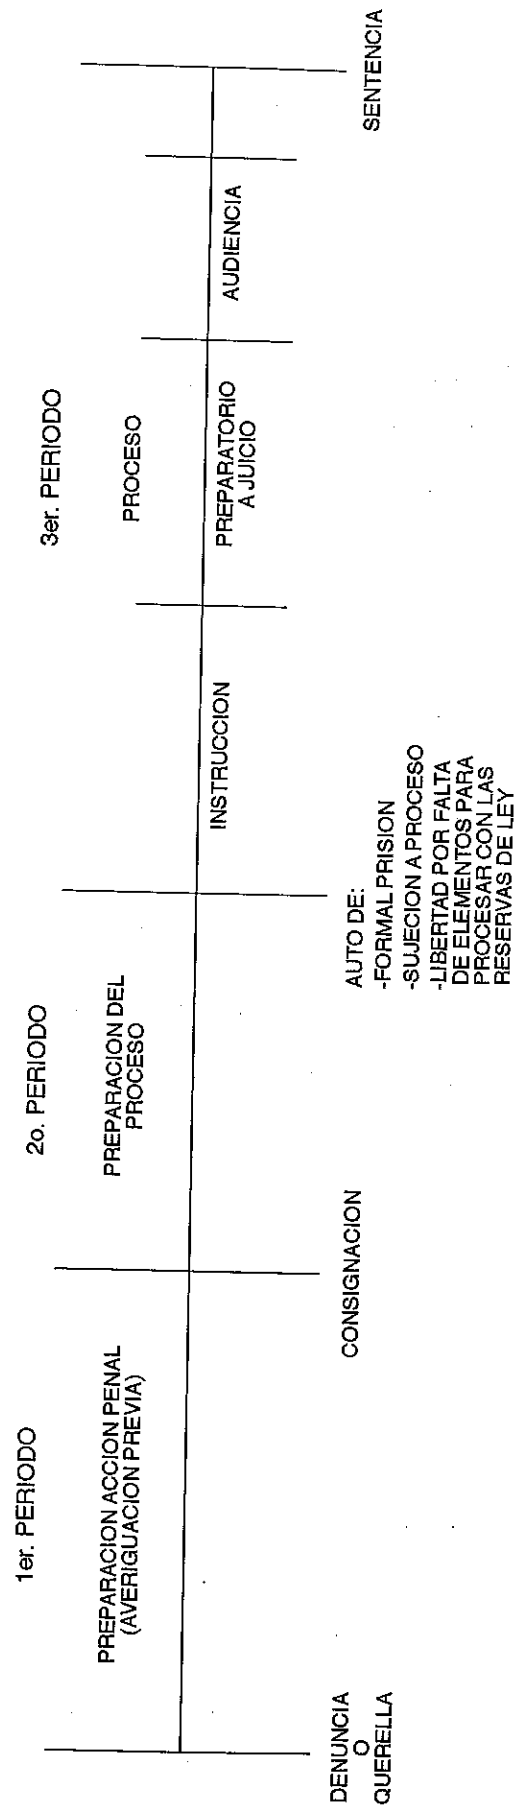 1er. PERIODO
2o. PERIODO
3er. PERIODO
PREPARACION ACCION PENAL
(AVERIGUACION PREVIA)
PREPARACION DEL
PROCESO
PROCESO
INSTRUCCION
PREPARATORIO
A JUICIO
AUDIENCIA
DENUNCIA
O
QUERELLA
CONSIGNACION
AUTO DE:
-FORMAL PRISION
-SUJECION A PROCESO
-LIBERTAD POR FALTA
DE ELEMENTOS PARA
PROCESAR CON LAS
RESERVAS DE LEY
SENTENCIA